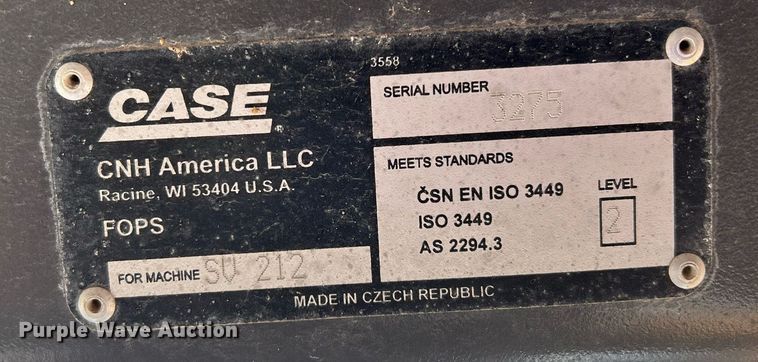 3558
CASE
CNH America LLC
Racine, WI 53404 U.S.A.
FOPS
FOR MACHINE SV 212
SERIAL NUMBER
3275
MEETS STANDARDS
ČSN EN ISO 3449
ISO 3449
AS 2294.3
LEVEL
2
MADE IN CZECH REPUBLIC
Purple Wave Auction